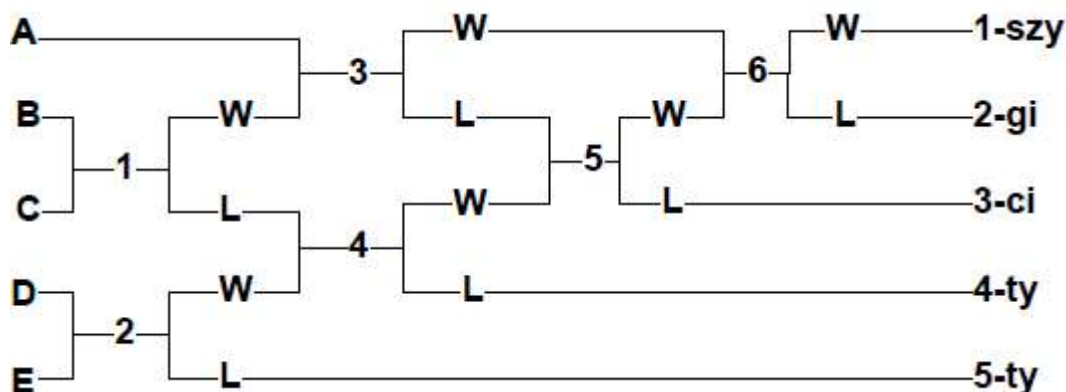 A W W 1-szy
3 6
B W L W L 2-gi
1 5
C L W L 3-ci
4
D W L 4-ty
2
E L 5-ty